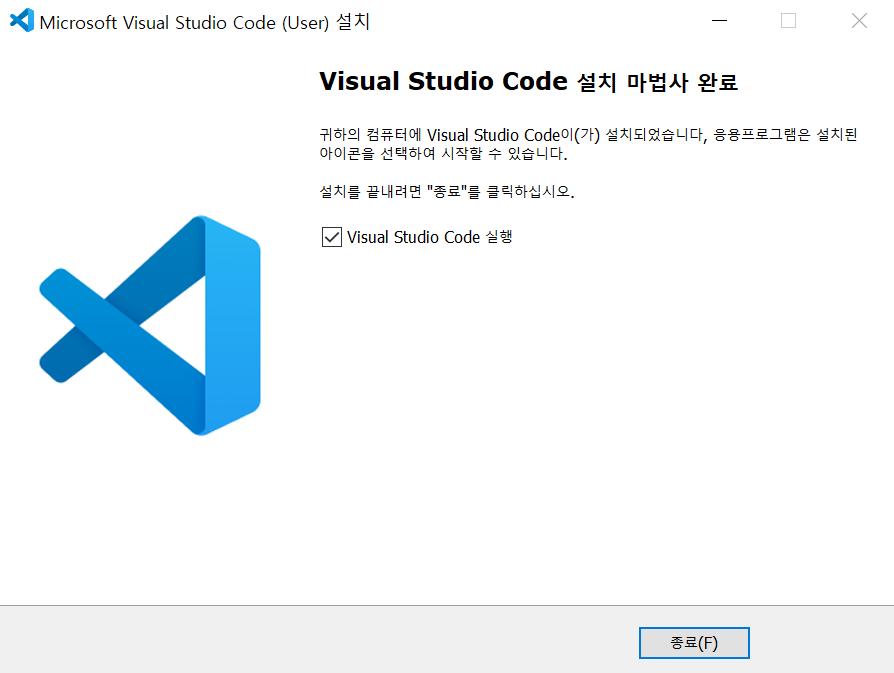 Microsoft Visual Studio Code (User) 설치
Visual Studio Code 설치 마법사 완료
귀하의 컴퓨터에 Visual Studio Code이(가) 설치되었습니다, 응용프로그램은 설치된
아이콘을 선택하여 시작할 수 있습니다.
설치를 끝내려면 "종료"를 클릭하십시오.
Visual Studio Code 실행
종료(F)